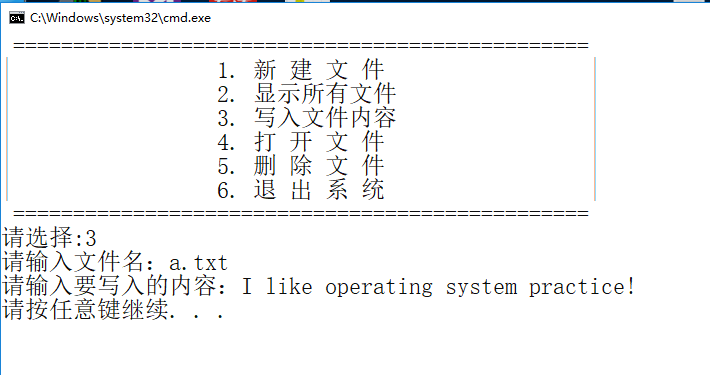 C:\Windows\system32\cmd.exe
================================================
1. 新 建 文 件
2. 显示所有文件
3. 写入文件内容
4. 打 开 文 件
5. 删 除 文 件
6. 退 出 系 统
================================================
请选择:3
请输入文件名: a.txt
请输入要写入的内容: I like operating system practice!
请按任意键继续. . .